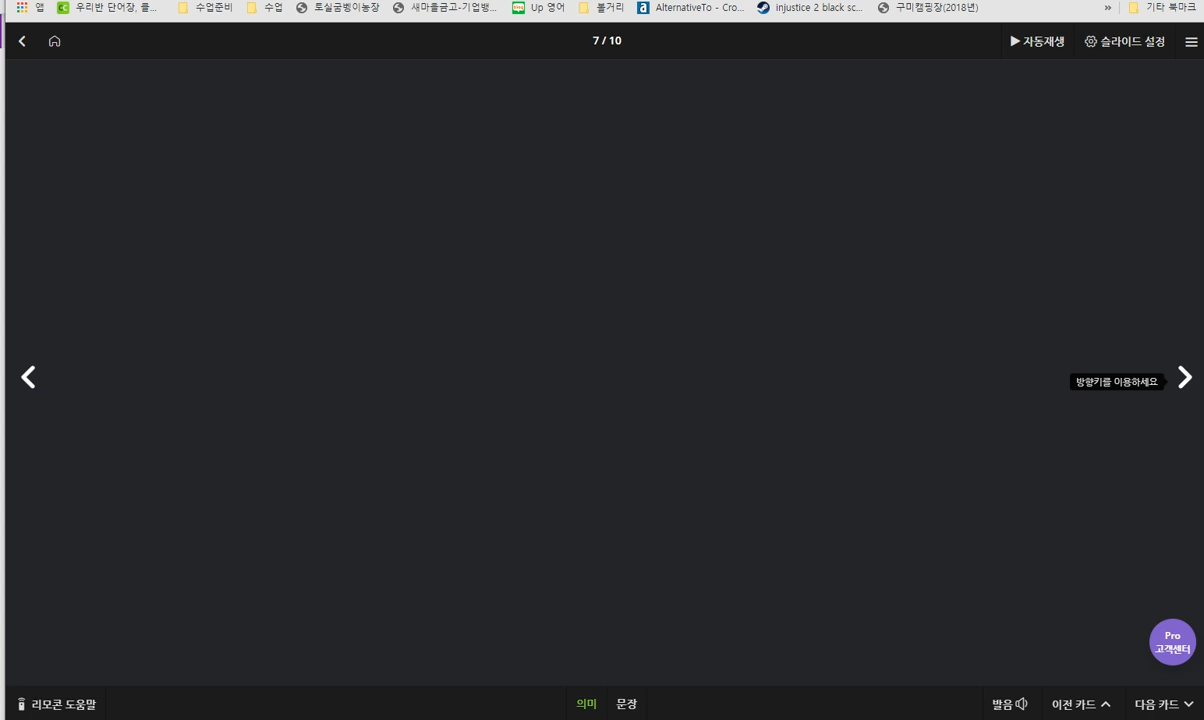 앱 우리반 단어장, 클... 수업준비 수업 토실굼벵이농장 새마을금고-기업뱅... Up 영어 볼거리 AlternativeTo - Cro... injustice 2 black sc... 구미캠핑장(2018년) » 기타 북마크
7 / 10 자동재생 슬라이드 설정
방향키를 이용하세요
Pro
고객센터
리모콘 도움말 의미 문장 발음 이전 카드 다음 카드